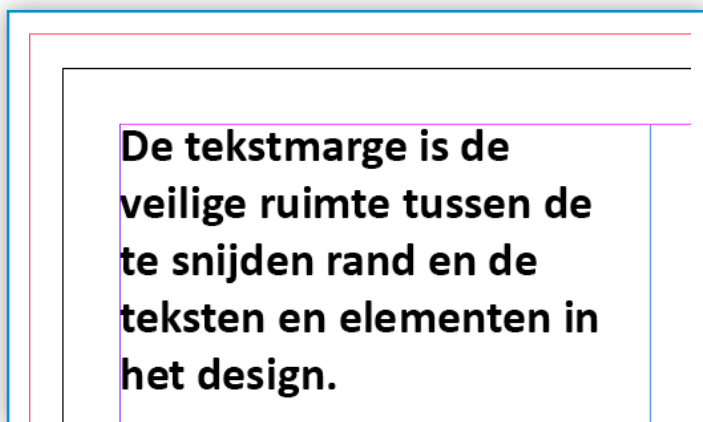 De tekstmarge is de
veilige ruimte tussen de
te snijden rand en de
teksten en elementen in
het design.